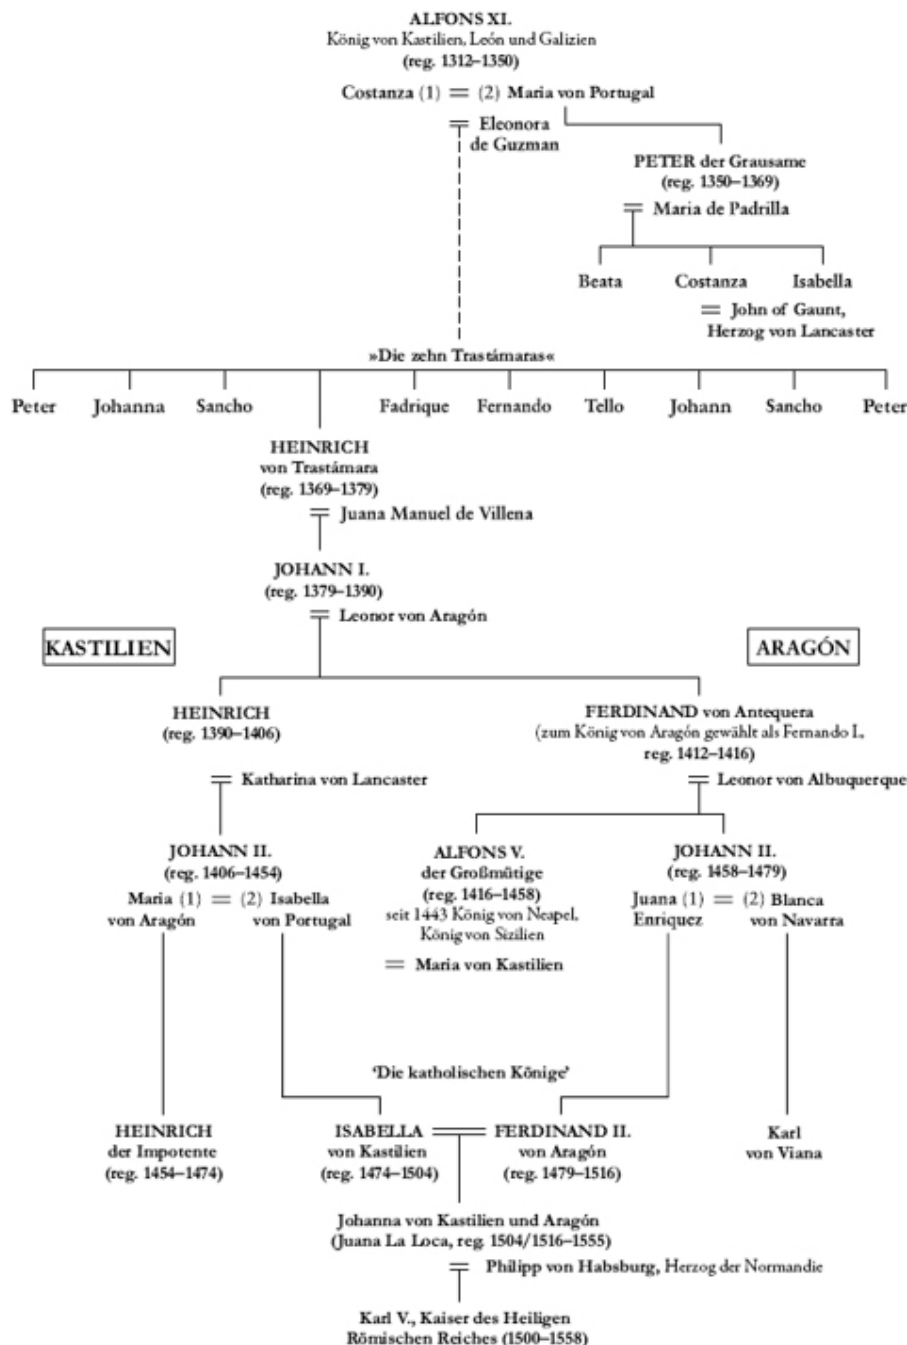 ALFONS XI.
König von Kastilien, León und Galizien
(reg. 1312–1350)
Costanza (1) = (2) Maria von Portugal
= Eleonora
de Guzman
PETER der Grausame
(reg. 1350–1369)
= Maria de Padrilla
Beata Costanza Isabella
= John of Gaunt,
Herzog von Lancaster
»Die zehn Trastámaras«
Peter Johanna Sancho Fadrique Fernando Tello Johann Sancho Peter
HEINRICH
von Trastámara
(reg. 1369–1379)
= Juana Manuel de Villena
JOHANN I.
(reg. 1379–1390)
= Leonor von Aragón
KASTILIEN
ARAGÓN
HEINRICH
(reg. 1390–1406)
FERDINAND von Antequera
(zum König von Aragón gewählt als Fernando I.,
reg. 1412–1416)
= Katharina von Lancaster
= Leonor von Albuquerque
JOHANN II.
(reg. 1406–1454)
Maria (1) = (2) Isabella
von Aragón von Portugal
ALFONS V.
der Großmütige
(reg. 1416–1458)
seit 1443 König von Neapel,
König von Sizilien
= Maria von Kastilien
JOHANN II.
(reg. 1458–1479)
Juana (1) = (2) Blanca
Enriquez von Navarra
'Die katholischen Könige'
HEINRICH
der Impotente
(reg. 1454–1474)
ISABELLA
von Kastilien
(reg. 1474–1504)
FERDINAND II.
von Aragón
(reg. 1479–1516)
Karl
von Viana
Johanna von Kastilien und Aragón
(Juana La Loca, reg. 1504/1516–1555)
= Philipp von Habsburg, Herzog der Normandie
Karl V., Kaiser des Heiligen
Römischen Reiches (1500–1558)